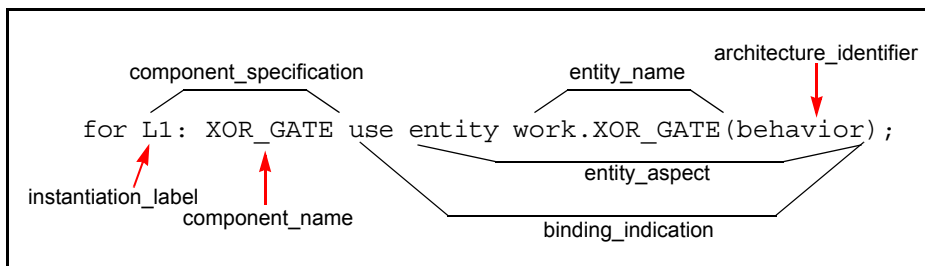 architecture_identifier
component_specification
entity_name
for L1: XOR_GATE use entity work.XOR_GATE(behavior);
entity_aspect
instantiation_label
component_name
binding_indication